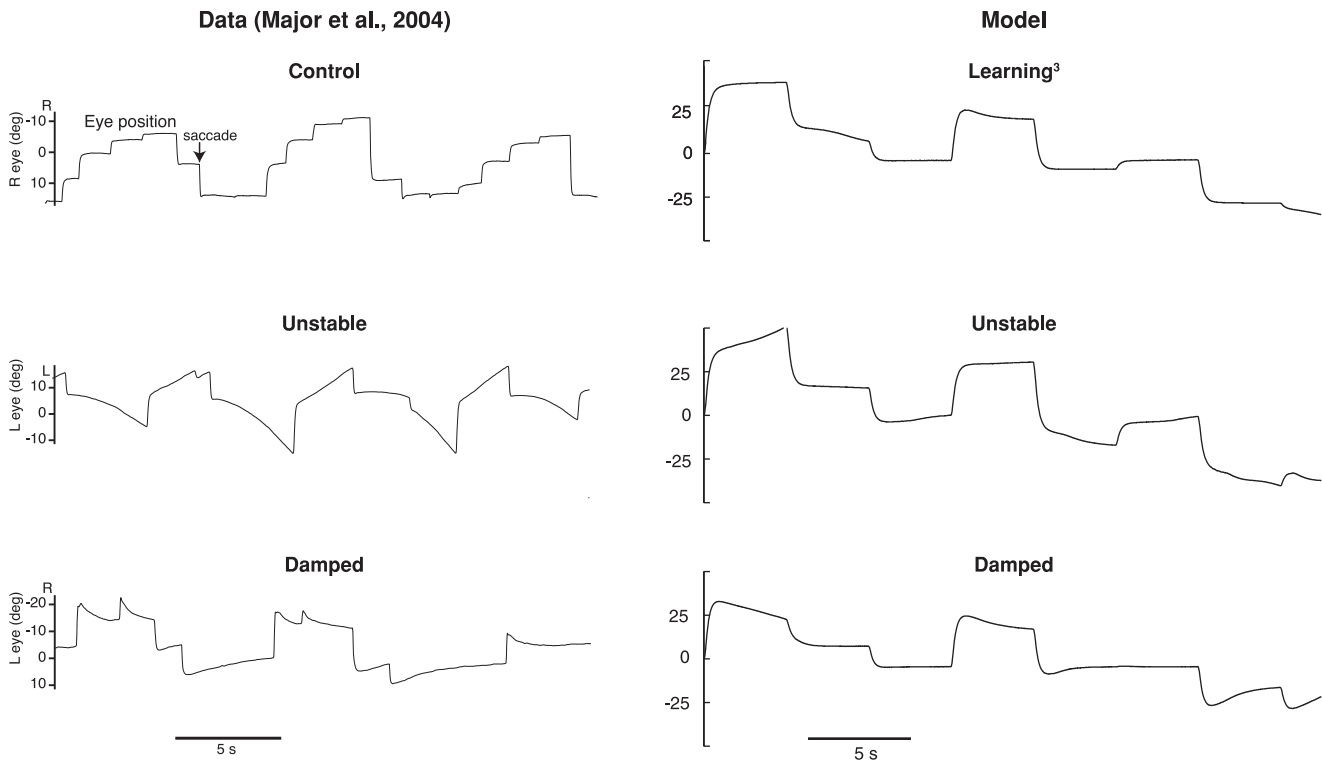 Data (Major et al., 2004)
Model
Control
R
-10
0
10
R eye (deg)
Eye position
saccade
Learning³
25
0
-25
Unstable
L
10
0
-10
L eye (deg)
Unstable
25
0
-25
Damped
R
-20
-10
0
10
L eye (deg)
5 s
Damped
25
0
-25
5 s